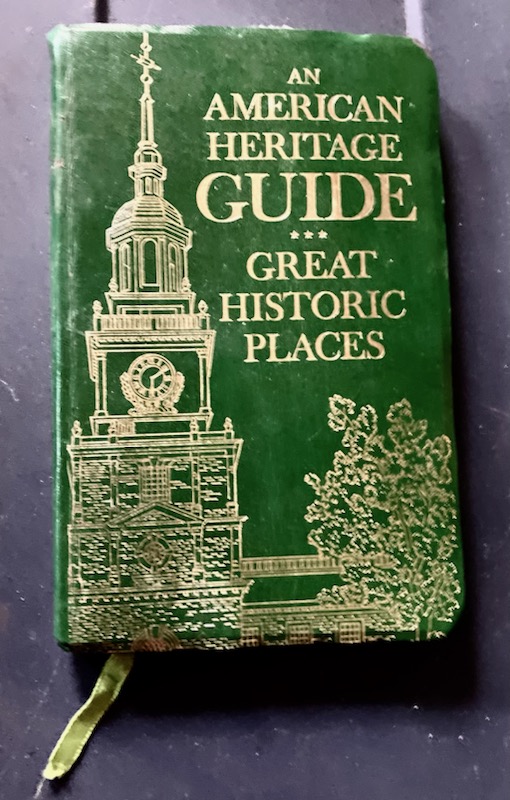 AN
AMERICAN
HERITAGE
GUIDE
***
GREAT
HISTORIC
PLACES